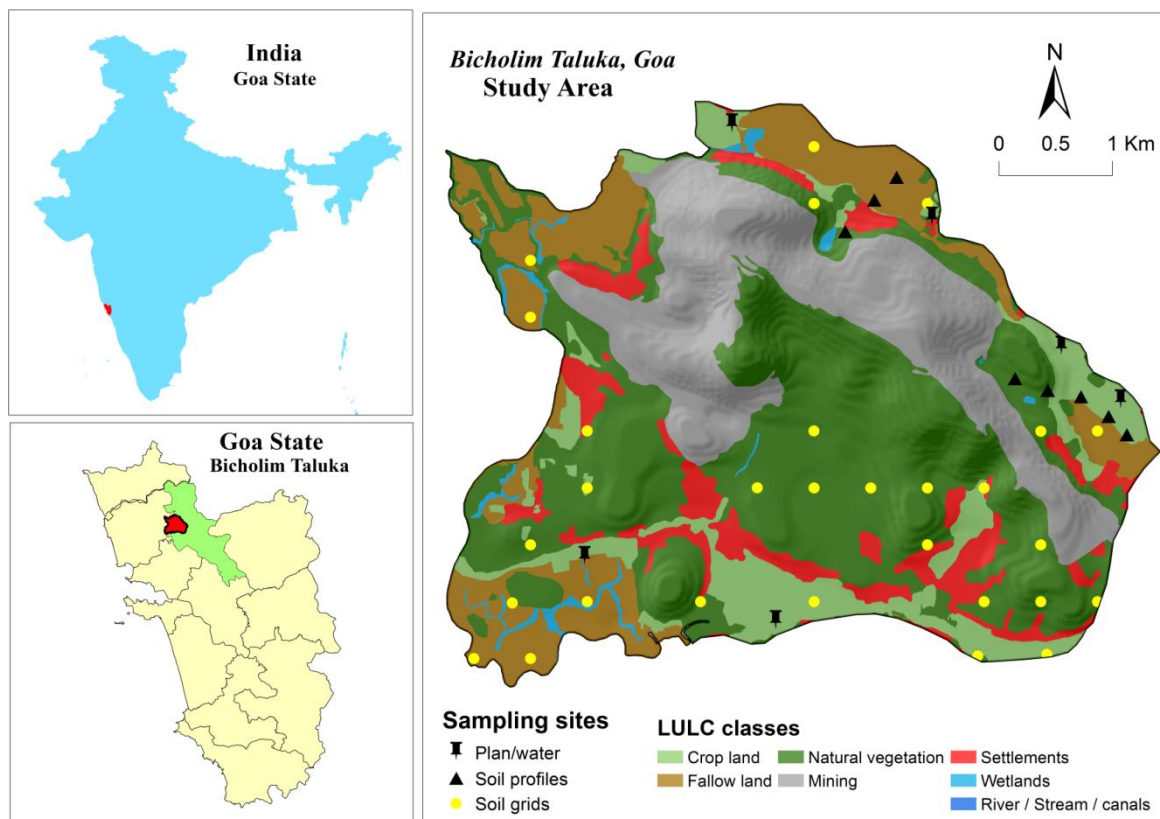 India
Goa State
Goa State
Bicholim Taluka
Bicholim Taluka, Goa
Study Area
N
0 0.5 1 Km
Sampling sites
Plan/water
Soil profiles
Soil grids
LULC classes
Crop land
Natural vegetation
Settlements
Fallow land
Mining
Wetlands
River / Stream / canals